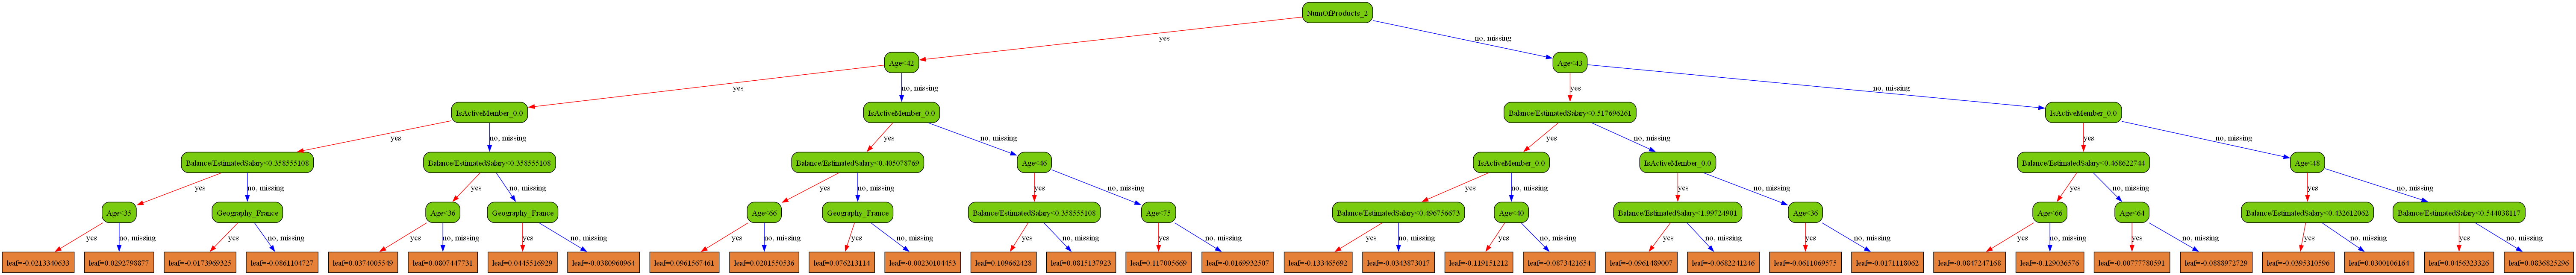 NumOfProducts_2
yes
no, missing
Age<42
Age<43
yes
no, missing
yes
no, missing
IsActiveMember_0.0
IsActiveMember_0.0
Balance/EstimatedSalary<0.517696261
IsActiveMember_0.0
yes
no, missing
yes
no, missing
yes
no, missing
yes
no, missing
Balance/EstimatedSalary<0.358555108
Balance/EstimatedSalary<0.358555108
Balance/EstimatedSalary<0.405078769
Age<46
IsActiveMember_0.0
IsActiveMember_0.0
Balance/EstimatedSalary<0.468622744
Age<48
yes
no, missing
yes
no, missing
yes
no, missing
yes
no, missing
yes
no, missing
yes
no, missing
yes
no, missing
yes
no, missing
Age<35
Geography_France
Age<36
Geography_France
Age<66
Geography_France
Balance/EstimatedSalary<0.358555108
Age<75
Balance/EstimatedSalary<0.496756673
Age<40
Balance/EstimatedSalary<1.99724901
Age<36
Age<66
Age<64
Balance/EstimatedSalary<0.432612062
Balance/EstimatedSalary<0.544038117
yes
no, missing
yes
no, missing
yes
no, missing
yes
no, missing
yes
no, missing
yes
no, missing
yes
no, missing
yes
no, missing
yes
no, missing
yes
no, missing
yes
no, missing
yes
no, missing
yes
no, missing
yes
no, missing
yes
no, missing
yes
no, missing
leaf=-0.0213340633
leaf=0.0292798877
leaf=-0.0173969325
leaf=-0.0861104727
leaf=0.0374005549
leaf=0.0807447731
leaf=0.0445516929
leaf=-0.0380960964
leaf=0.0961567461
leaf=0.0201550536
leaf=0.076213114
leaf=-0.00230104453
leaf=0.109662428
leaf=0.0815137923
leaf=0.117005669
leaf=-0.0169932507
leaf=-0.133465692
leaf=-0.0343873017
leaf=-0.119151212
leaf=-0.0873421654
leaf=-0.0961489007
leaf=-0.0682241246
leaf=-0.0611069575
leaf=-0.0171118062
leaf=-0.0847247168
leaf=-0.129036576
leaf=-0.00777780591
leaf=-0.0888972729
leaf=-0.0395310596
leaf=0.0300106164
leaf=0.0456323326
leaf=0.0836825296